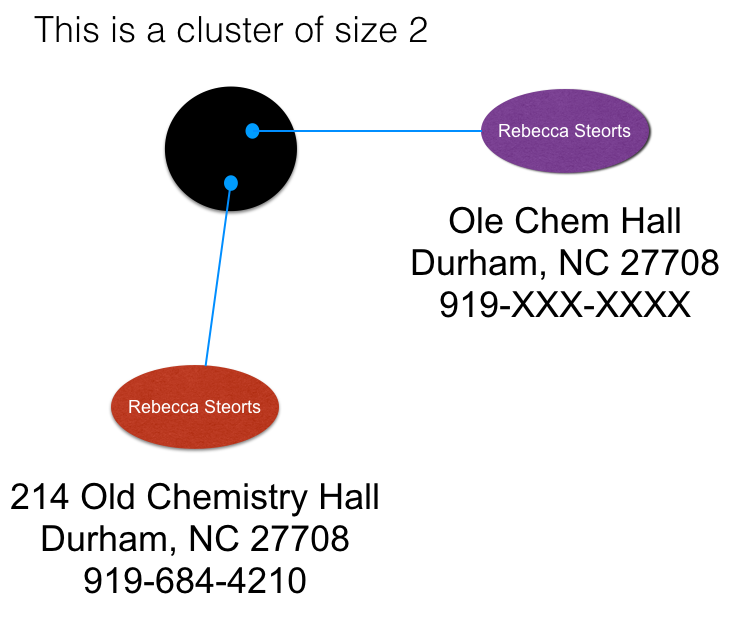 This is a cluster of size 2
Rebecca Steorts
Ole Chem Hall
Durham, NC 27708
919-XXX-XXXX
Rebecca Steorts
214 Old Chemistry Hall
Durham, NC 27708
919-684-4210